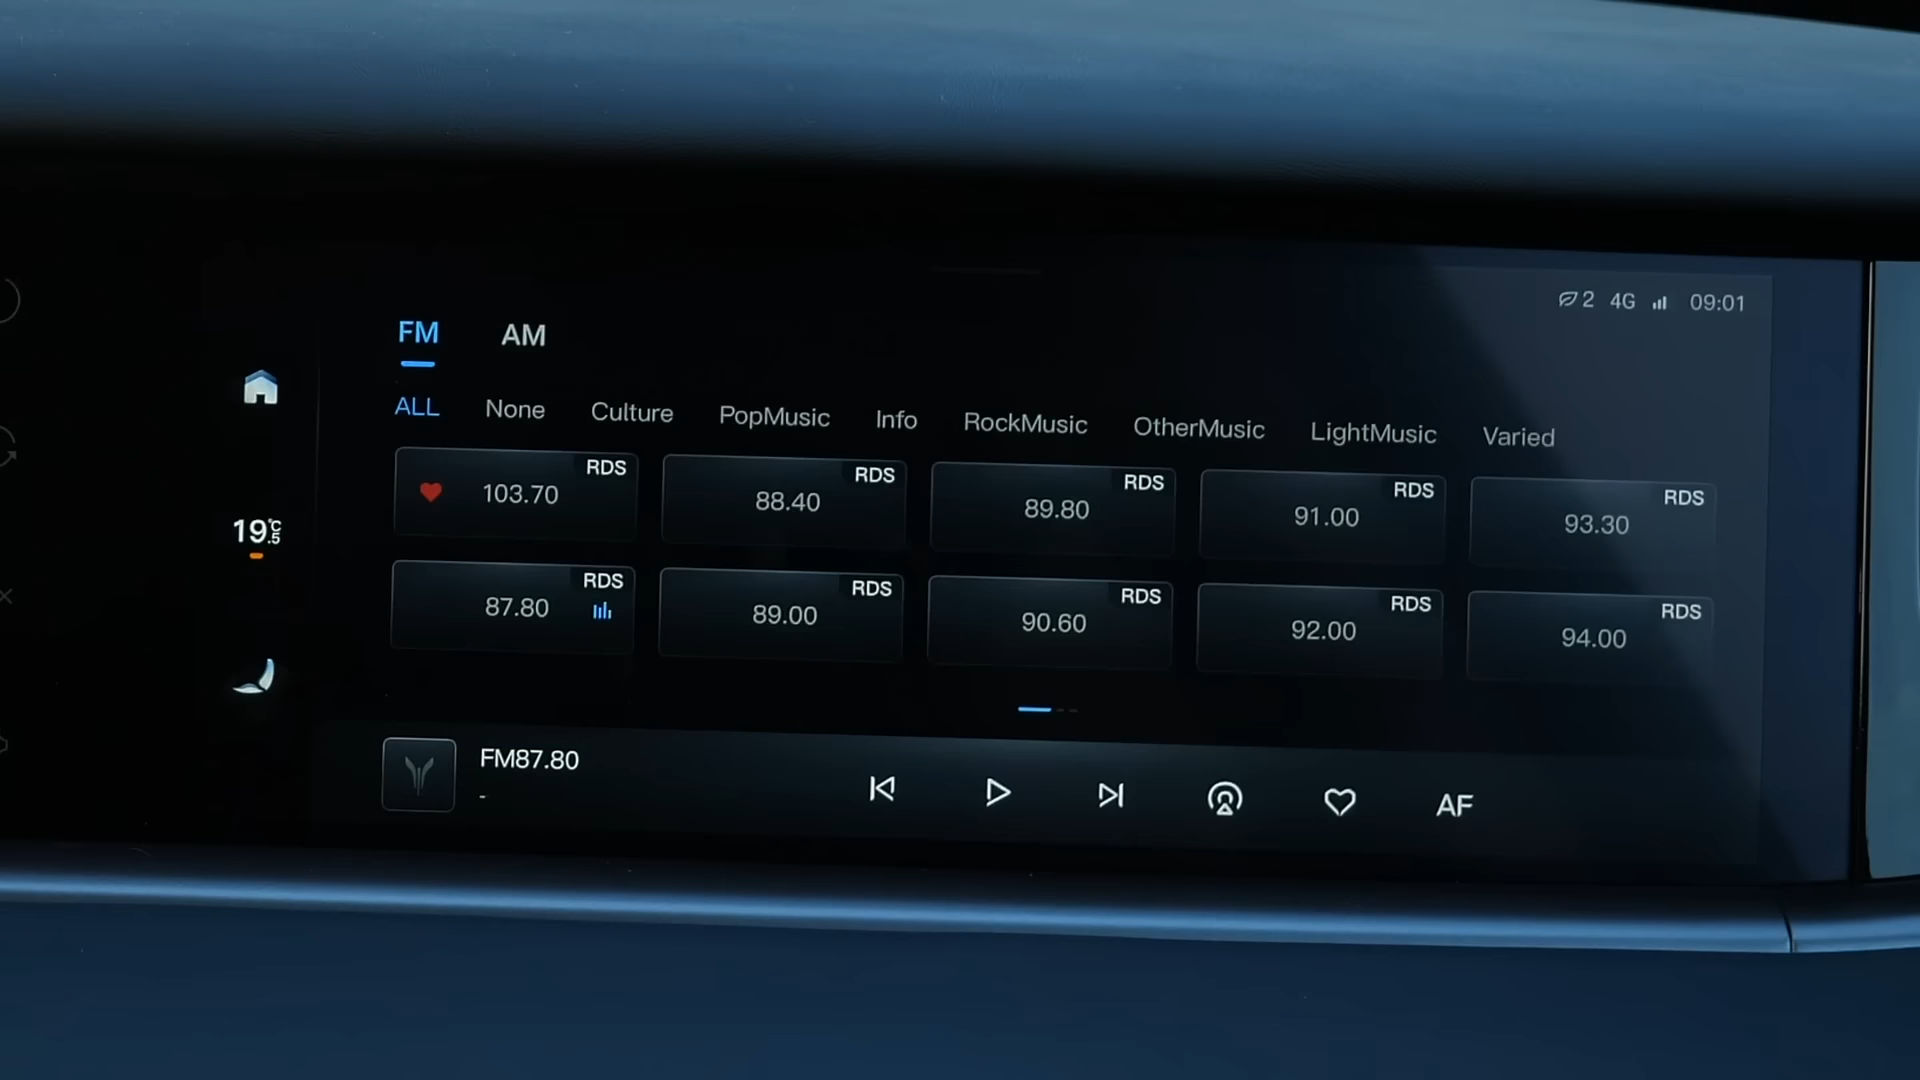 2 4G 09:01
FM AM
ALL None Culture PopMusic Info RockMusic OtherMusic LightMusic Varied
RDS RDS RDS RDS RDS
103.70 88.40 89.80 91.00 93.30
19.5 °C
RDS RDS RDS RDS RDS
87.80 89.00 90.60 92.00 94.00
FM87.80
-
AF